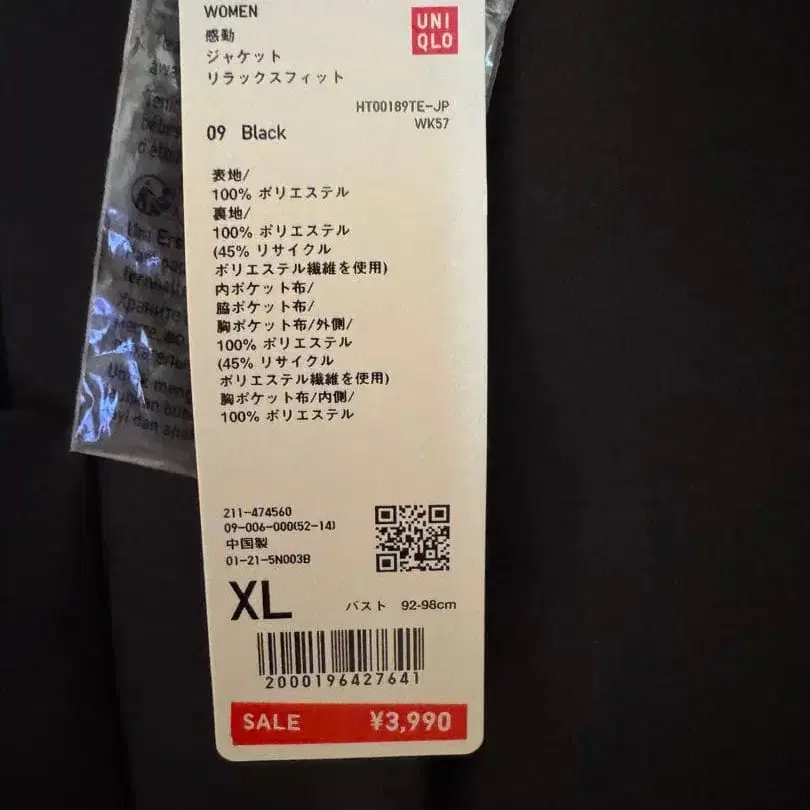 WOMEN
感動
ジャケット
リラックスフィット
UNI
QLO
HT00189TE-JP
WK57
09 Black
表地/
100% ポリエステル
裏地/
100% ポリエステル
(45% リサイクル
ポリエステル繊維を使用)
内ポケット布/
脇ポケット布/
胸ポケット布/外側/
100% ポリエステル
(45% リサイクル
ポリエステル繊維を使用)
胸ポケット布/内側/
100% ポリエステル
211-474560
09-006-000(52-14)
中国製
01-21-5N003B
XL バスト 92-98cm
2000196427641
SALE ¥3,990